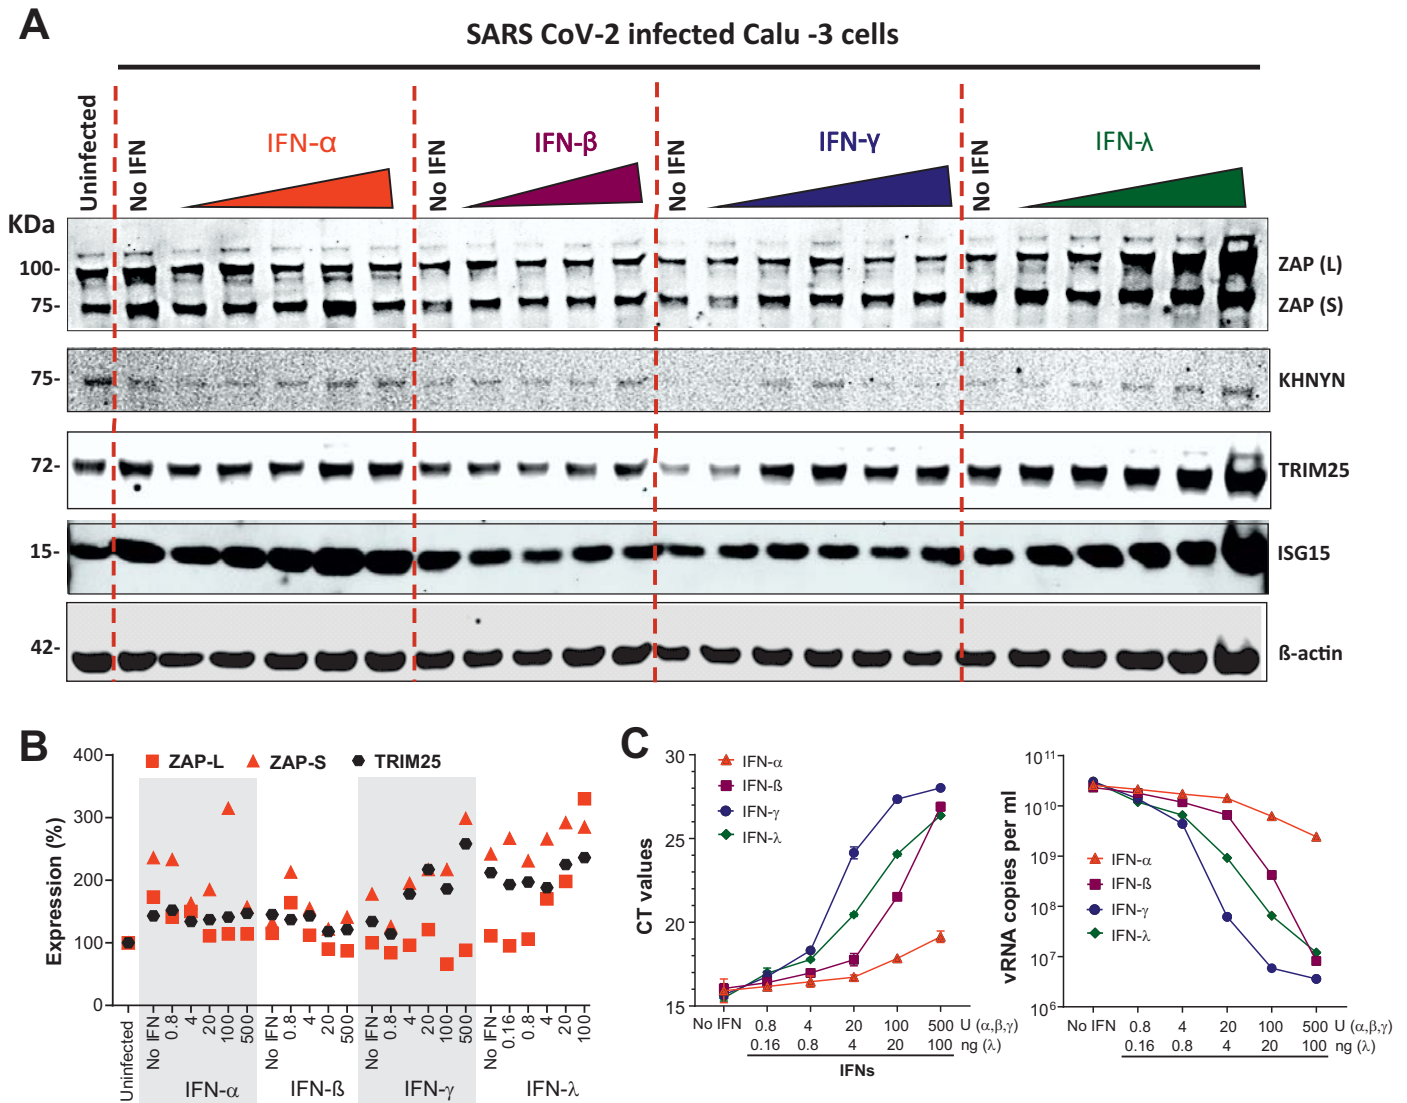 A
SARS CoV-2 infected Calu -3 cells
Uninfected
No IFN
IFN-α
No IFN
IFN-β
No IFN
IFN-γ
No IFN
IFN-λ
KDa
100-
75-
ZAP (L)
ZAP (S)
75-
KHNYN
72-
TRIM25
15-
ISG15
42-
ß-actin
B
ZAP-L
ZAP-S
TRIM25
Expression (%)
400
300
200
100
0
Uninfected
No IFN
0.8
4
20
100
500
No IFN
0.8
4
20
500
No IFN
0.8
4
20
100
500
No IFN
0.16
0.8
4
20
100
IFN-α
IFN-ß
IFN-γ
IFN-λ
C
CT values
30
25
20
15
IFN-α
IFN-ß
IFN-γ
IFN-λ
No IFN 0.8 4 20 100 500 U (α,β,γ)
0.16 0.8 4 20 100 ng (λ)
IFNs
vRNA copies per ml
10¹¹
10¹⁰
10⁹
10⁸
10⁷
10⁶
IFN-α
IFN-ß
IFN-γ
IFN-λ
No IFN 0.8 4 20 100 500 U (α,β,γ)
0.16 0.8 4 20 100 ng (λ)
IFNs